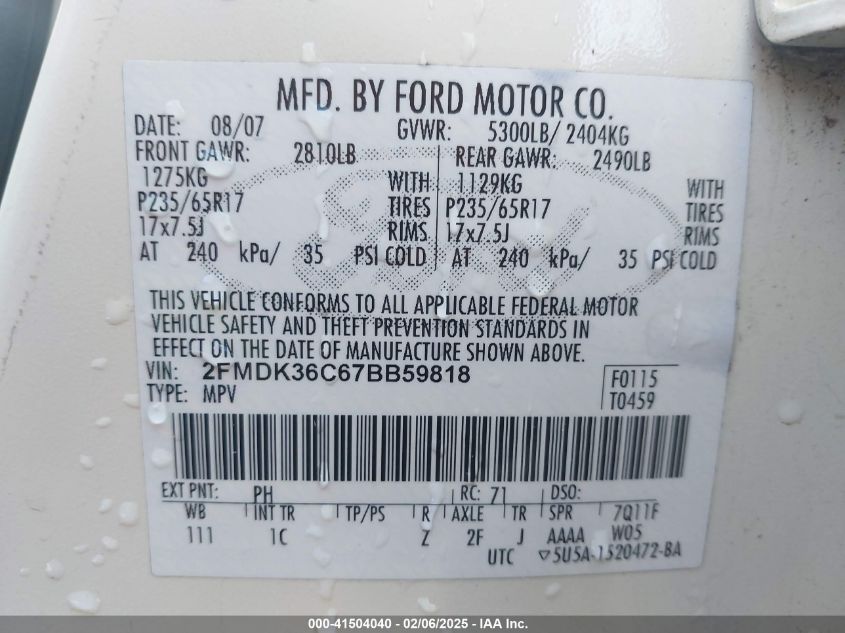 MFD. BY FORD MOTOR CO.
DATE: 08/07 GVWR: 5300LB/ 2404KG
FRONT GAWR: 2810LB REAR GAWR: 2490LB
1275KG WITH 1129KG WITH
P235/65R17 TIRES P235/65R17 TIRES
17x7.5J RIMS 17x7.5J RIMS
AT 240 kPa/ 35 PSI COLD AT 240 kPa/ 35 PSI COLD
THIS VEHICLE CONFORMS TO ALL APPLICABLE FEDERAL MOTOR
VEHICLE SAFETY AND THEFT PREVENTION STANDARDS IN
EFFECT ON THE DATE OF MANUFACTURE SHOWN ABOVE.
VIN: 2FMDK36C67BB59818 F0115
TYPE: MPV T0459
EXT PNT: PH RC: 71 DSO:
WB INT TR TP/PS R AXLE TR SPR 7Q11F
111 1C Z 2F J AAAA W05
UTC ▽5U5A-1520472-BA
000-41504040 - 02/06/2025 - IAA Inc.